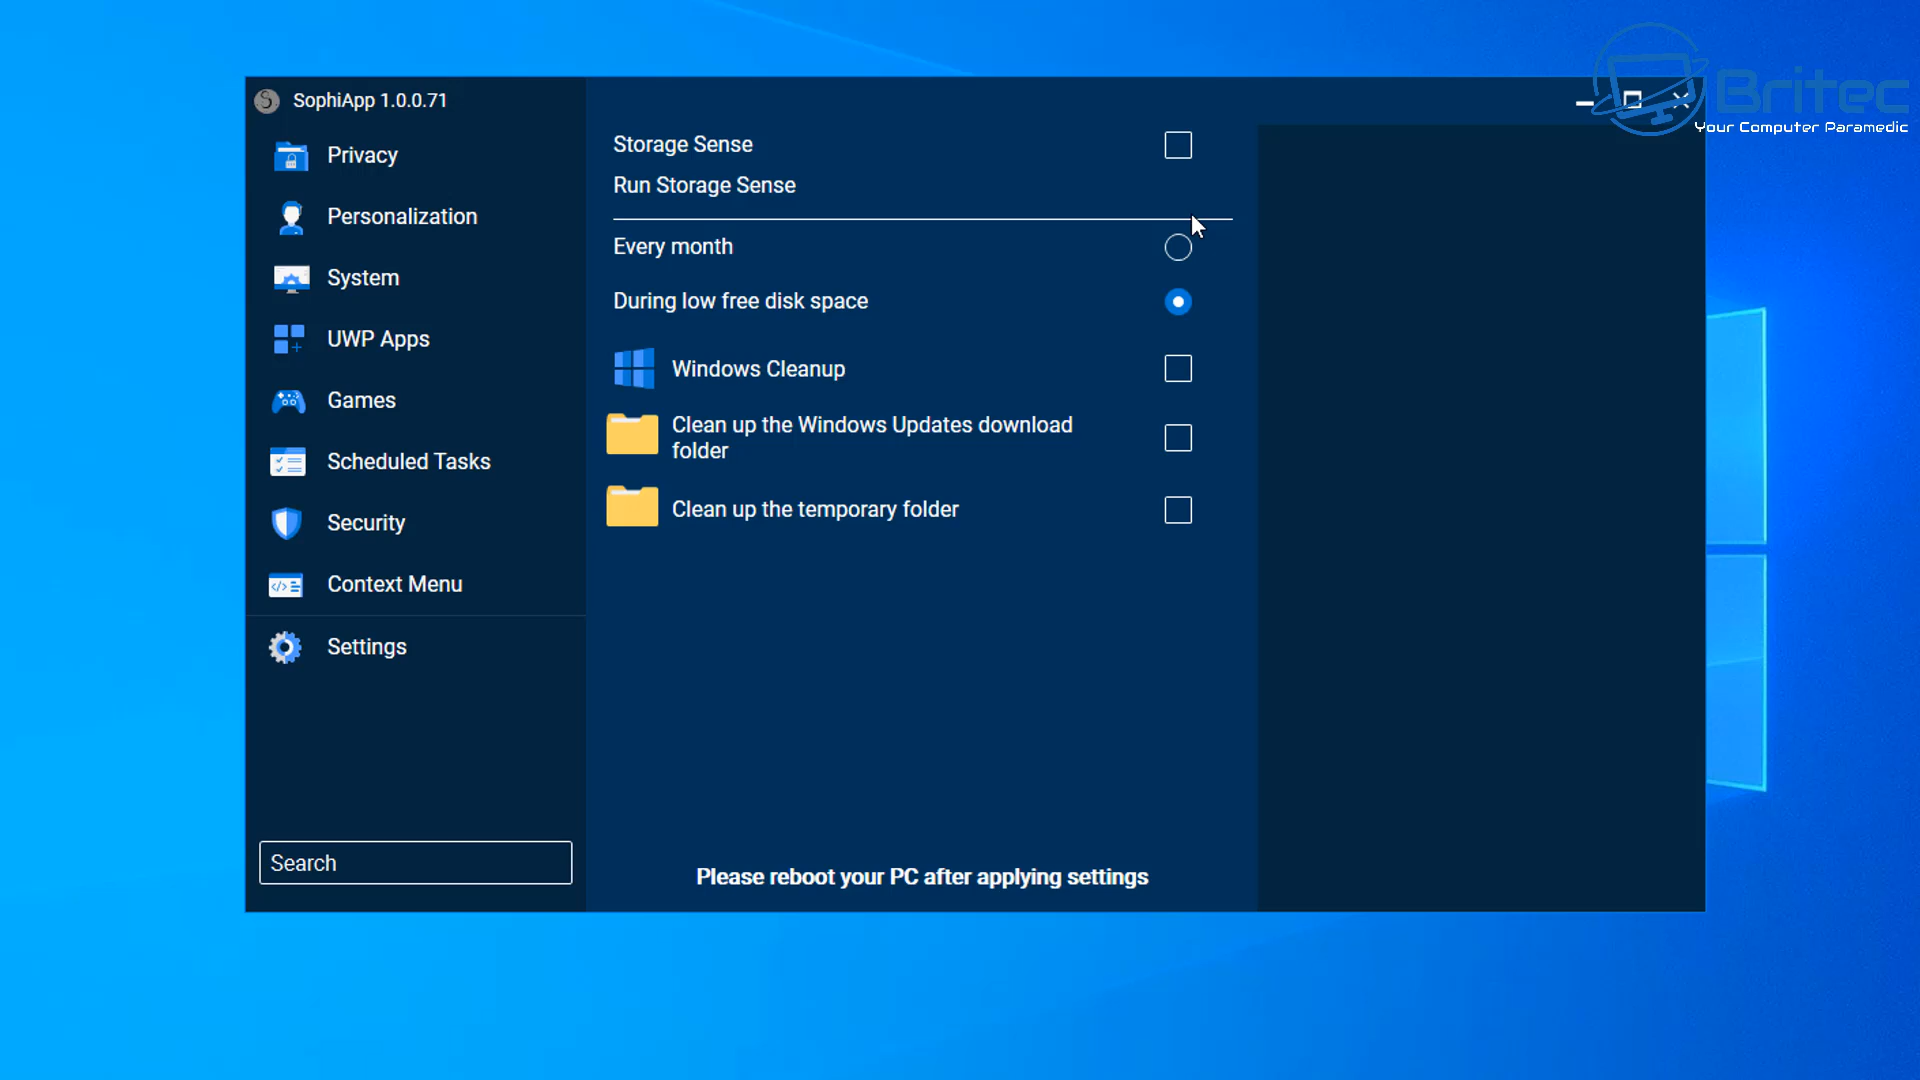 SophiApp 1.0.0.71
Britec
Your Computer Paramedic
Privacy
Personalization
System
UWP Apps
Games
Scheduled Tasks
Security
Context Menu
Settings
Search
Storage Sense
Run Storage Sense
Every month
During low free disk space
Windows Cleanup
Clean up the Windows Updates download
folder
Clean up the temporary folder
Please reboot your PC after applying settings